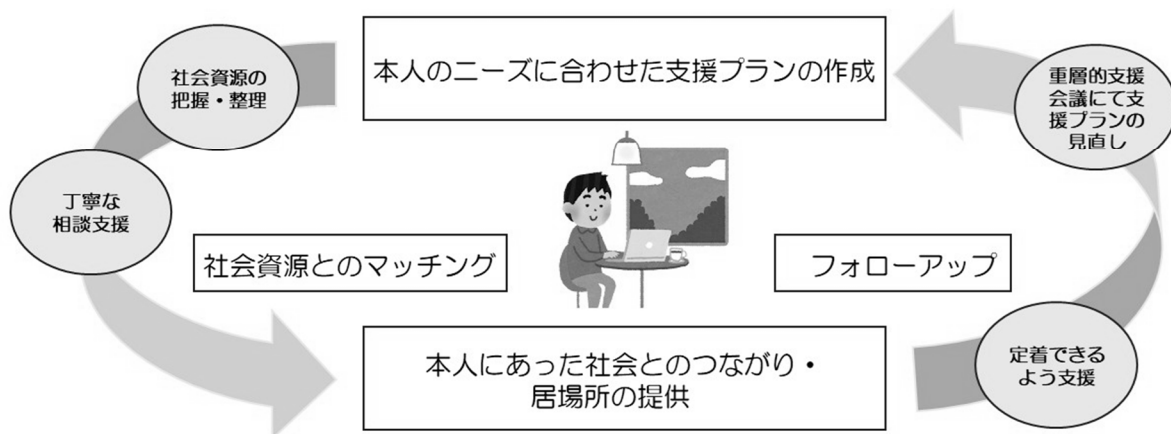 本人のニーズに合わせた支援プランの作成
社会資源の
把握・整理
丁寧な
相談支援
社会資源とのマッチング
本人にあった社会とのつながり・
居場所の提供
定着できる
よう支援
フォローアップ
重層的支援
会議にて支
援プランの
見直し